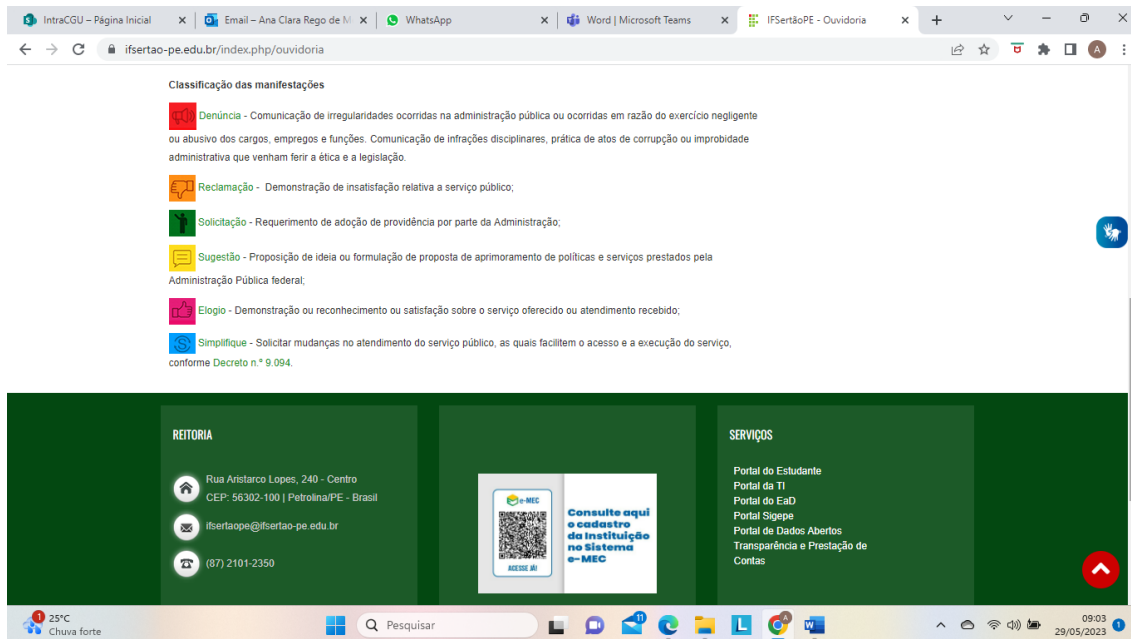 IntraCGU – Página Inicial
Email – Ana Clara Rego de M
WhatsApp
Word | Microsoft Teams
IFSertãoPE - Ouvidoria
ifsertao-pe.edu.br/index.php/ouvidoria
A
Classificação das manifestações
Denúncia - Comunicação de irregularidades ocorridas na administração pública ou ocorridas em razão do exercício negligente
ou abusivo dos cargos, empregos e funções. Comunicação de infrações disciplinares, prática de atos de corrupção ou improbidade
administrativa que venham ferir a ética e a legislação.
Reclamação - Demonstração de insatisfação relativa a serviço público;
Solicitação - Requerimento de adoção de providência por parte da Administração;
Sugestão - Proposição de ideia ou formulação de proposta de aprimoramento de políticas e serviços prestados pela
Administração Pública federal;
Elogio - Demonstração ou reconhecimento ou satisfação sobre o serviço oferecido ou atendimento recebido;
Simplifique - Solicitar mudanças no atendimento do serviço público, as quais facilitem o acesso e a execução do serviço,
conforme Decreto n.º 9.094.
REITORIA
Rua Aristarco Lopes, 240 - Centro
CEP: 56302-100 | Petrolina/PE - Brasil
ifsertaope@ifsertao-pe.edu.br
(87) 2101-2350
e-MEC
ACESSE JÁ!
Consulte aqui
o cadastro
da Instituição
no Sistema
e-MEC
SERVIÇOS
Portal do Estudante
Portal da TI
Portal do EaD
Portal Sigepe
Portal de Dados Abertos
Transparência e Prestação de
Contas
1
25°C
Chuva forte
Pesquisar
11
L
09:03
29/05/2023
1